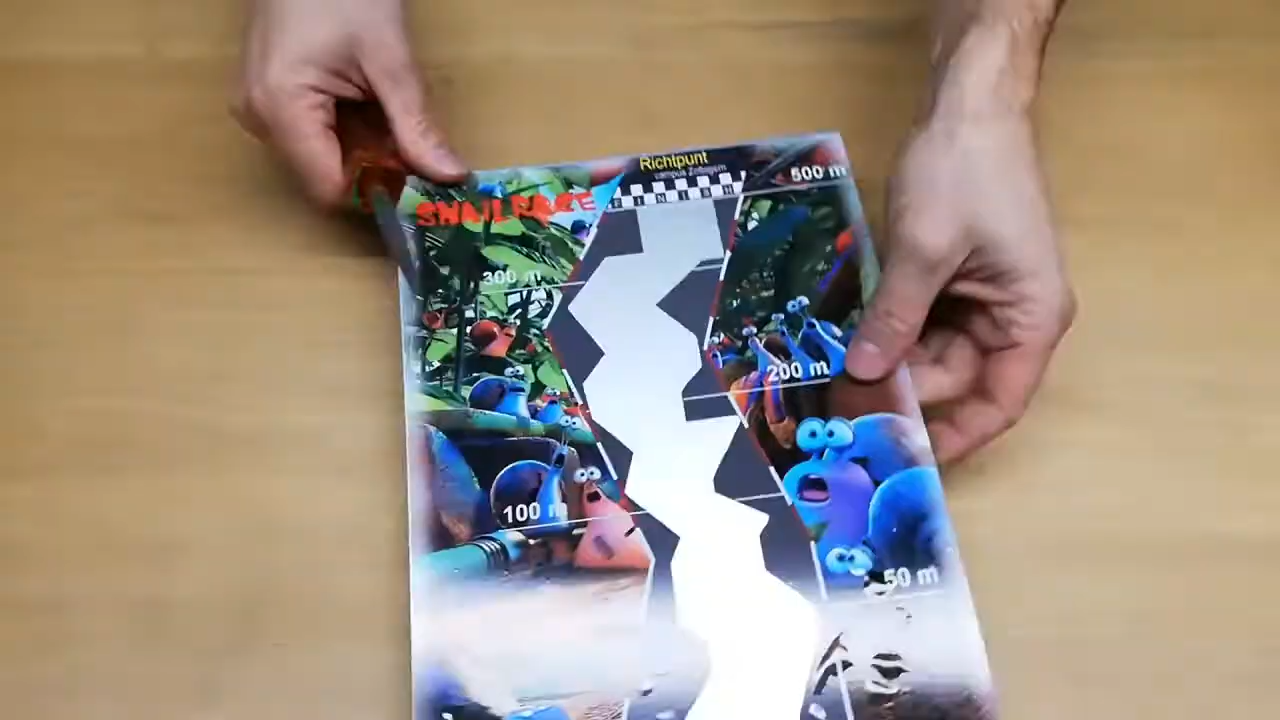 Richtpunt
campus Zottegem
500 m
SNAILRACE
FINISH
300 m
200 m
100 m
50 m